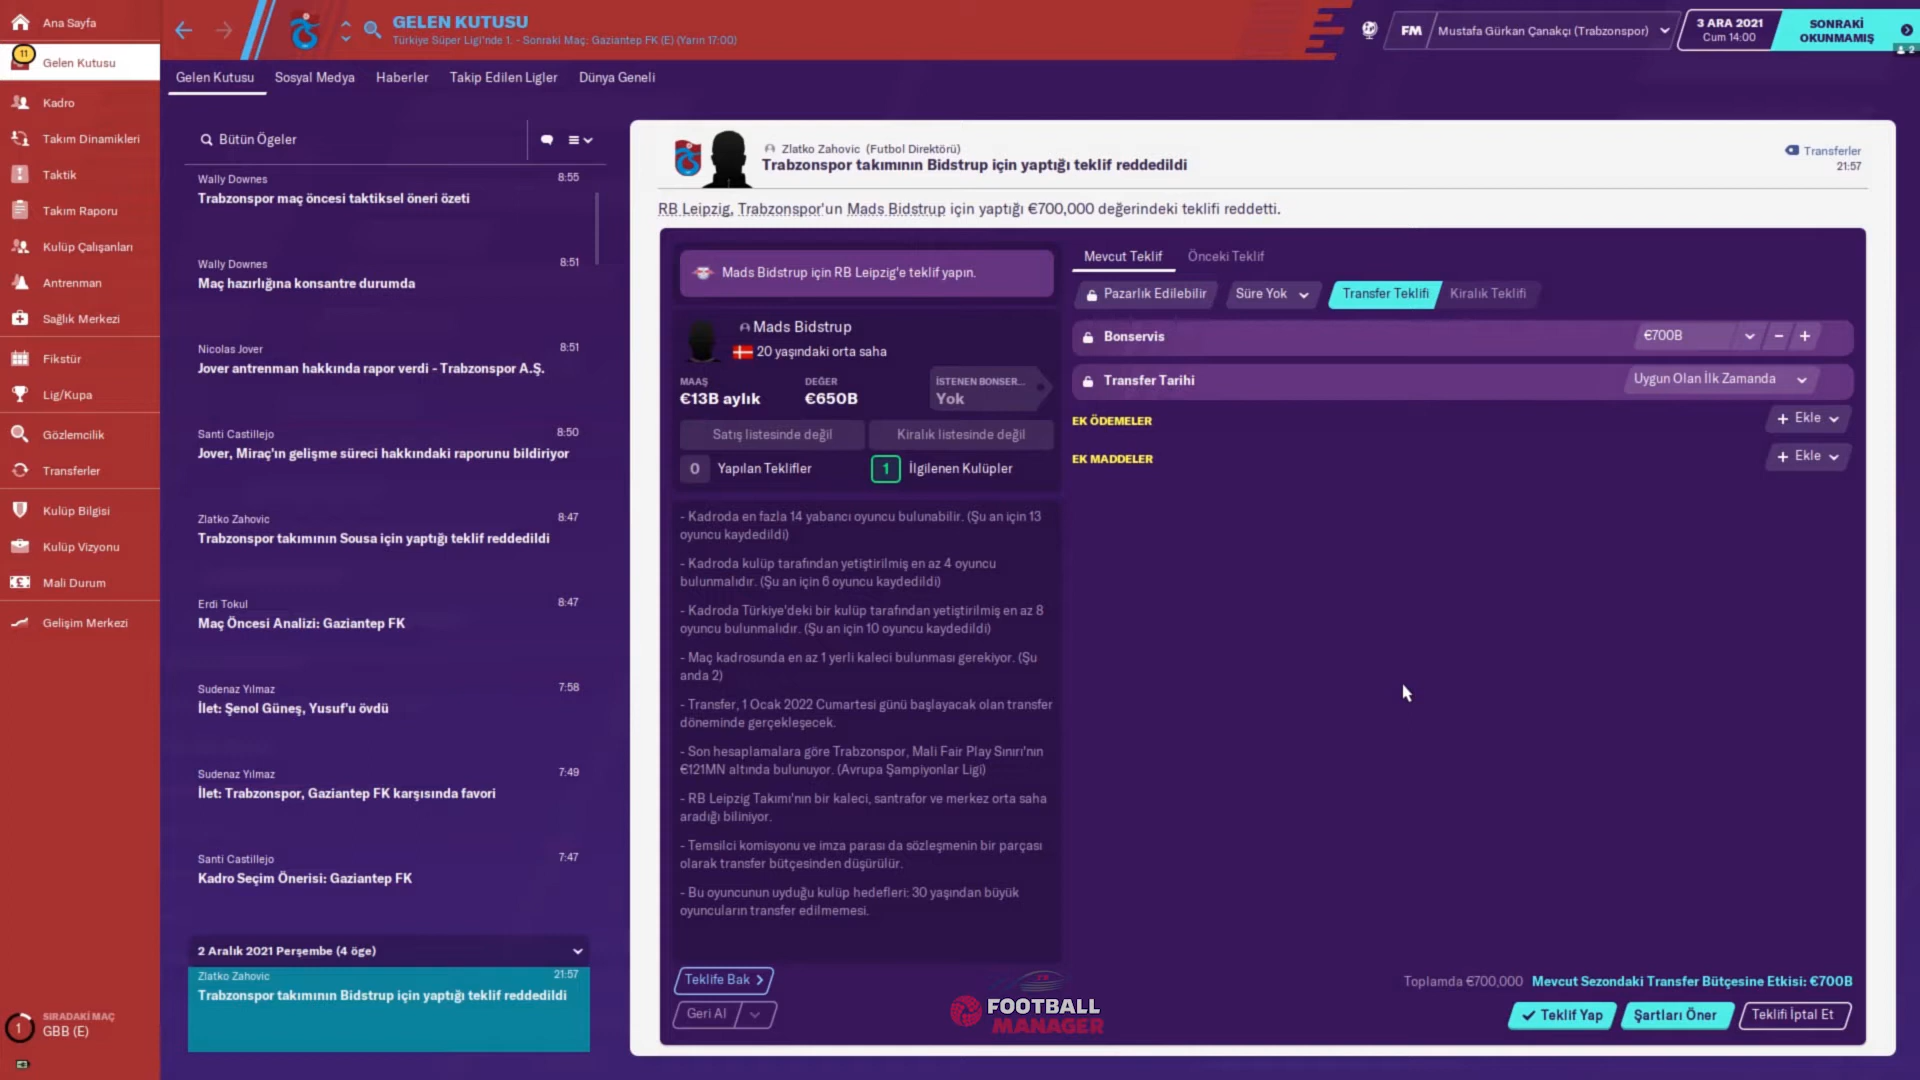 Ana Sayfa
11
Gelen Kutusu
Kadro
Takım Dinamikleri
Taktik
Takım Raporu
Kulüp Çalışanları
Antrenman
Sağlık Merkezi
Fikstür
Lig/Kupa
Gözlemcilik
Transferler
Kulüp Bilgisi
Kulüp Vizyonu
Mali Durum
Gelişim Merkezi
1
SIRADAKİ MAÇ
GBB (E)
GELEN KUTUSU
Türkiye Süper Ligi'nde 1. - Sonraki Maç: Gaziantep FK (E) (Yarın 17:00)
FM
Mustafa Gürkan Çanakçı (Trabzonspor)
3 ARA 2021
Cum 14:00
SONRAKİ
OKUNMAMIŞ
2
Gelen Kutusu
Sosyal Medya
Haberler
Takip Edilen Ligler
Dünya Geneli
Bütün Ögeler
Wally Downes 8:55
Trabzonspor maç öncesi taktiksel öneri özeti
Wally Downes 8:51
Maç hazırlığına konsantre durumda
Nicolas Jover 8:51
Jover antrenman hakkında rapor verdi - Trabzonspor A.Ş.
Santi Castillejo 8:50
Jover, Miraç'ın gelişme süreci hakkındaki raporunu bildiriyor
Zlatko Zahovic 8:47
Trabzonspor takımının Sousa için yaptığı teklif reddedildi
Erdi Tokul 8:47
Maç Öncesi Analizi: Gaziantep FK
Sudenaz Yılmaz 7:58
İlet: Şenol Güneş, Yusuf'u övdü
Sudenaz Yılmaz 7:49
İlet: Trabzonspor, Gaziantep FK karşısında favori
Santi Castillejo 7:47
Kadro Seçim Önerisi: Gaziantep FK
2 Aralık 2021 Perşembe (4 öge)
Zlatko Zahovic 21:57
Trabzonspor takımının Bidstrup için yaptığı teklif reddedildi
Zlatko Zahovic (Futbol Direktörü)
Trabzonspor takımının Bidstrup için yaptığı teklif reddedildi
Transferler
21:57
RB Leipzig, Trabzonspor'un Mads Bidstrup için yaptığı €700,000 değerindeki teklifi reddetti.
Mads Bidstrup için RB Leipzig'e teklif yapın.
Mads Bidstrup
20 yaşındaki orta saha
MAAŞ
€13B aylık
DEĞER
€650B
İSTENEN BONSER...
Yok
Satış listesinde değil
Kiralık listesinde değil
0 Yapılan Teklifler
1 İlgilenen Kulüpler
- Kadroda en fazla 14 yabancı oyuncu bulunabilir. (Şu an için 13
oyuncu kaydedildi)
- Kadroda kulüp tarafından yetiştirilmiş en az 4 oyuncu
bulunmalıdır. (Şu an için 6 oyuncu kaydedildi)
- Kadroda Türkiye'deki bir kulüp tarafından yetiştirilmiş en az 8
oyuncu bulunmalıdır. (Şu an için 10 oyuncu kaydedildi)
- Maç kadrosunda en az 1 yerli kaleci bulunması gerekiyor. (Şu
anda 2)
- Transfer, 1 Ocak 2022 Cumartesi günü başlayacak olan transfer
döneminde gerçekleşecek.
- Son hesaplamalara göre Trabzonspor, Mali Fair Play Sınırı'nın
€121MN altında bulunuyor. (Avrupa Şampiyonlar Ligi)
- RB Leipzig Takımı'nın bir kaleci, santrafor ve merkez orta saha
aradığı biliniyor.
- Temsilci komisyonu ve imza parası da sözleşmenin bir parçası
olarak transfer bütçesinden düşürülür.
- Bu oyuncunun uyduğu kulüp hedefleri: 30 yaşından büyük
oyuncuların transfer edilmemesi.
Teklife Bak
Geri Al
Mevcut Teklif
Önceki Teklif
Pazarlık Edilebilir
Süre Yok
Transfer Teklifi
Kiralık Teklifi
Bonservis
€700B
Transfer Tarihi
Uygun Olan İlk Zamanda
EK ÖDEMELER
+ Ekle
EK MADDELER
+ Ekle
Toplamda €700,000 Mevcut Sezondaki Transfer Bütçesine Etkisi: €700B
Teklif Yap
Şartları Öner
Teklifi İptal Et
FOOTBALL
MANAGER